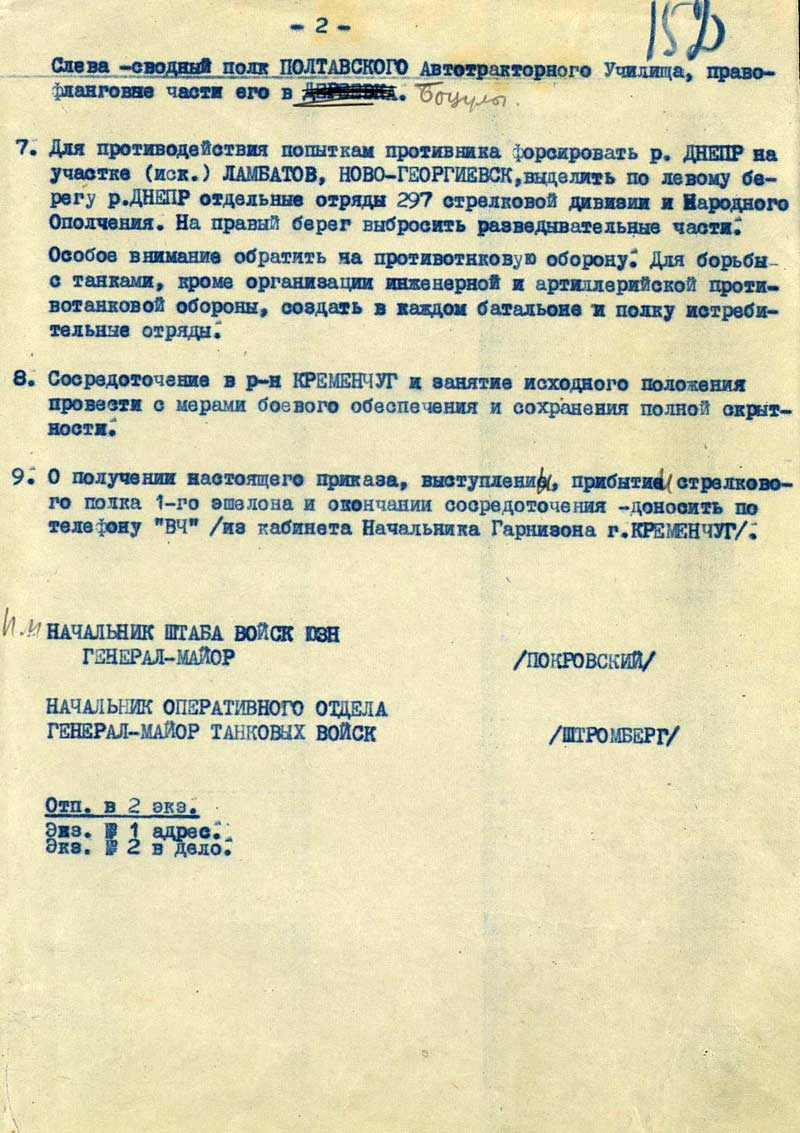 - 2 -
152
Слева -сводный полк ПОЛТАВСКОГО Автотракторного Училища, право-
фланговые части его в ДЕРЕЕВКА. Боцулы.
7. Для противодействия попыткам противника форсировать р. ДНЕПР на
участке (иск.) ЛАМБАТОВ, НОВО-ГЕОРГИЕВСК,выделить по левому бе-
регу р.ДНЕПР отдельные отряды 297 стрелковой дивизии и Народного
Ополчения. На правый берег выбросить разведывательные части.
Особое внимание обратить на противотнковую оборону. Для борьбы
с танками, кроме организации инженерной и артиллерийской проти-
вотанковой обороны, создать в каждом батальоне и полку истреби-
тельные отряды.
8. Сосредоточение в р-н КРЕМЕНЧУГ и занятие исходного положения
провести с мерами боевого обеспечения и сохранения полной скрыт-
ности.
9. О получении настоящего приказа, выступлении, прибытии стрелково-
го полка 1-го эшелона и окончании сосредоточения -доносить по
телефону "ВЧ" /из кабинета Начальника Гарнизона г.КРЕМЕНЧУГ/.
НАЧАЛЬНИК ШТАБА ВОЙСК ЮЗН
ГЕНЕРАЛ-МАЙОР /ПОКРОВСКИЙ/
НАЧАЛЬНИК ОПЕРАТИВНОГО ОТДЕЛА
ГЕНЕРАЛ-МАЙОР ТАНКОВЫХ ВОЙСК /ШТРОМБЕРГ/
Отп. в 2 экз.
Экз. № 1 адрес.
Экз. № 2 в дело.